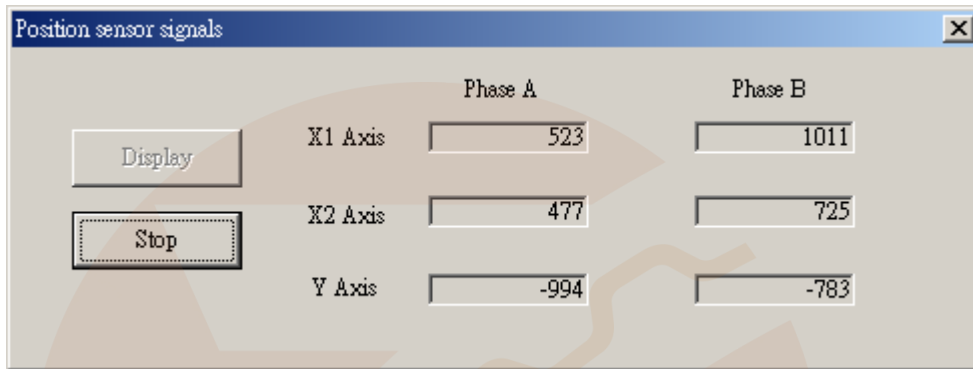 Position sensor signals
Phase A Phase B
X1 Axis 523 1011
Display
X2 Axis 477 725
Stop
Y Axis -994 -783